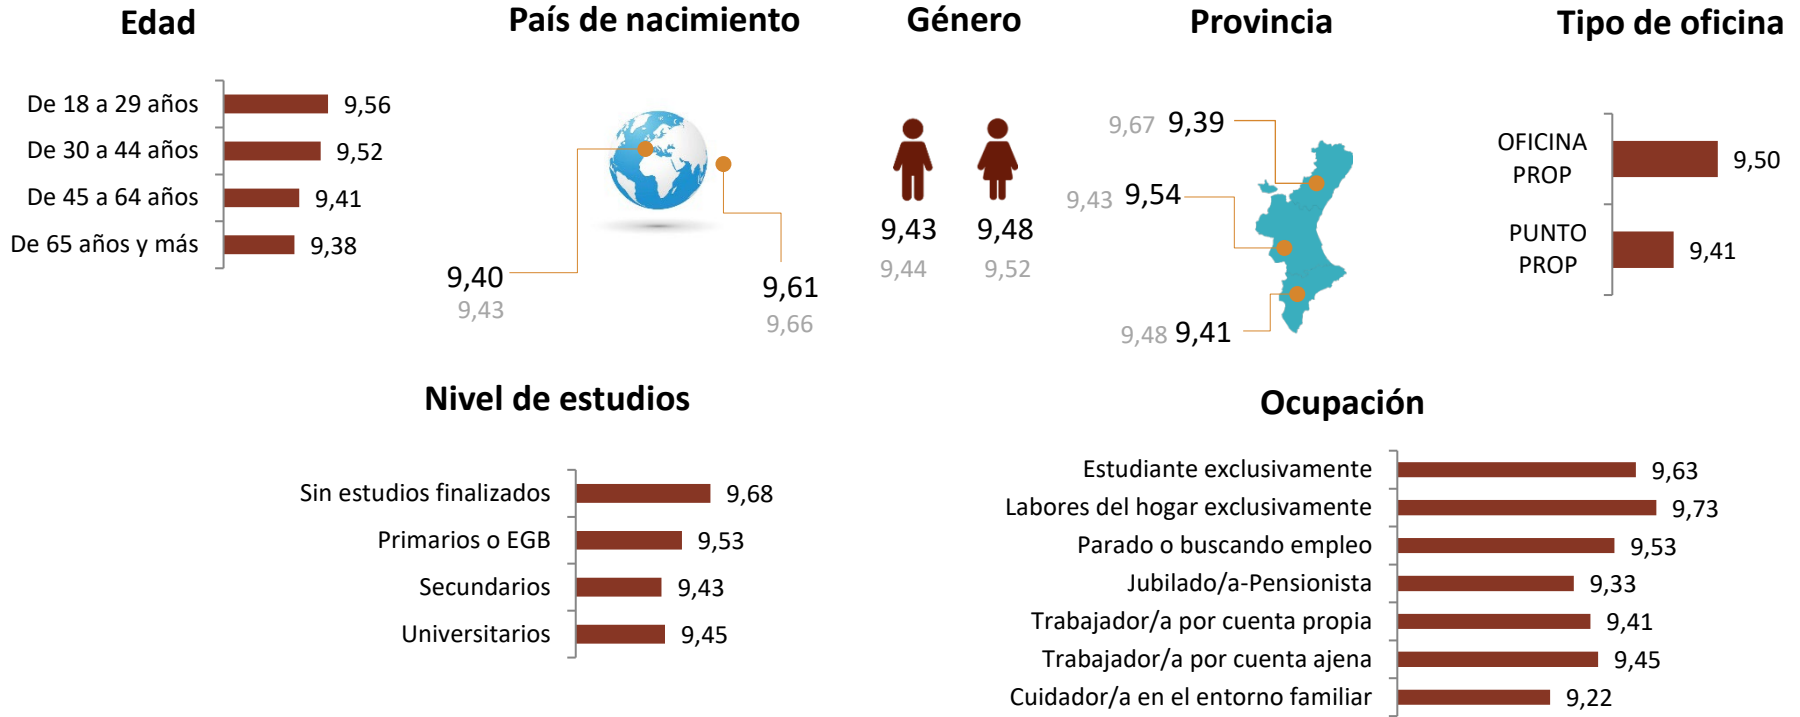 Edad
De 18 a 29 años 9,56
De 30 a 44 años 9,52
De 45 a 64 años 9,41
De 65 años y más 9,38
País de nacimiento
9,40
9,43
9,61
9,66
Género
9,43 9,48
9,44 9,52
Provincia
9,67 9,39
9,43 9,54
9,48 9,41
Tipo de oficina
OFICINA
PROP
9,50
PUNTO
PROP
9,41
Nivel de estudios
Sin estudios finalizados 9,68
Primarios o EGB 9,53
Secundarios 9,43
Universitarios 9,45
Ocupación
Estudiante exclusivamente 9,63
Labores del hogar exclusivamente 9,73
Parado o buscando empleo 9,53
Jubilado/a-Pensionista 9,33
Trabajador/a por cuenta propia 9,41
Trabajador/a por cuenta ajena 9,45
Cuidador/a en el entorno familiar 9,22